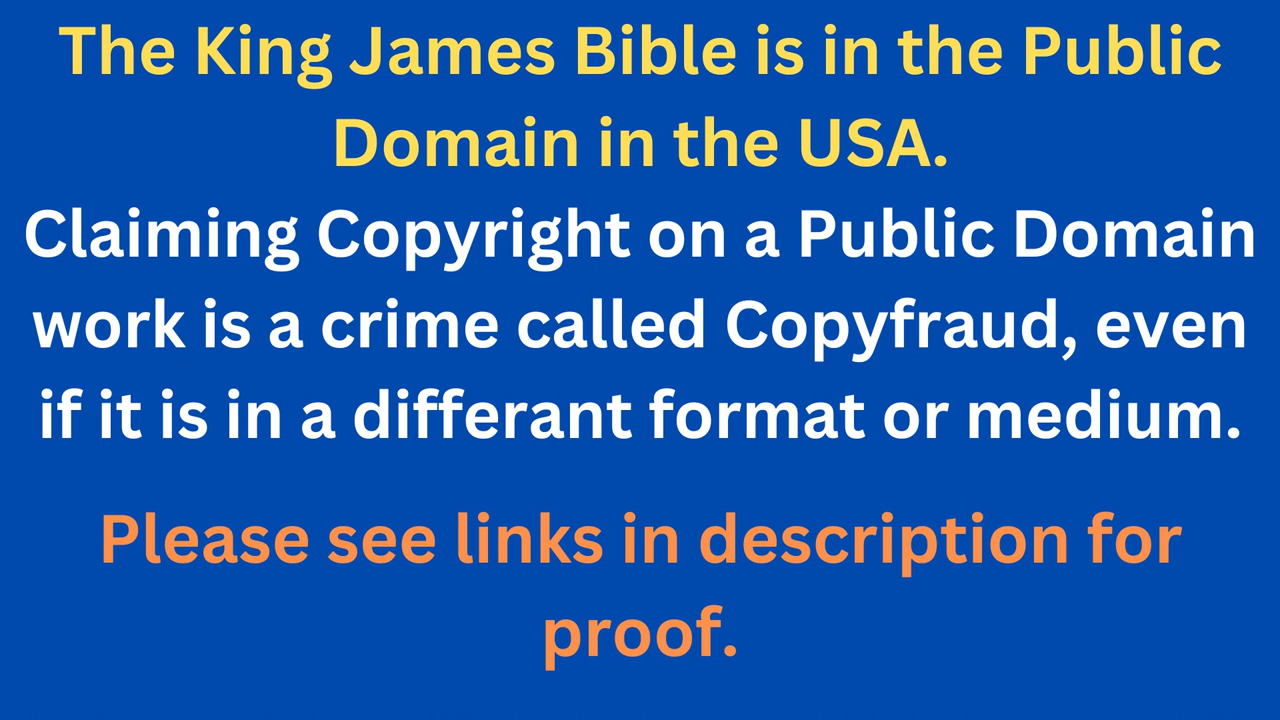 The King James Bible is in the Public
Domain in the USA.
Claiming Copyright on a Public Domain
work is a crime called Copyfraud, even
if it is in a differant format or medium.
Please see links in description for
proof.